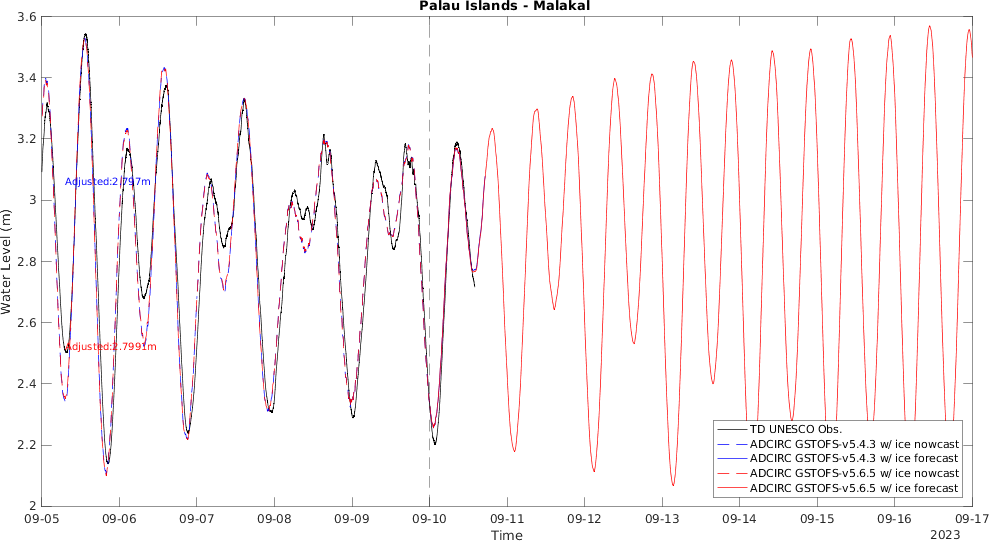 Palau Islands - Malakal
3.6
3.4
3.2
3
2.8
2.6
2.4
2.2
2
Water Level (m)
Adjusted:2.797m
Adjusted:2.7991m
TD UNESCO Obs.
ADCIRC GSTOFS-v5.4.3 w/ ice nowcast
ADCIRC GSTOFS-v5.4.3 w/ ice forecast
ADCIRC GSTOFS-v5.6.5 w/ ice nowcast
ADCIRC GSTOFS-v5.6.5 w/ ice forecast
09-05 09-06 09-07 09-08 09-09 09-10 09-11 09-12 09-13 09-14 09-15 09-16 09-17
Time
2023